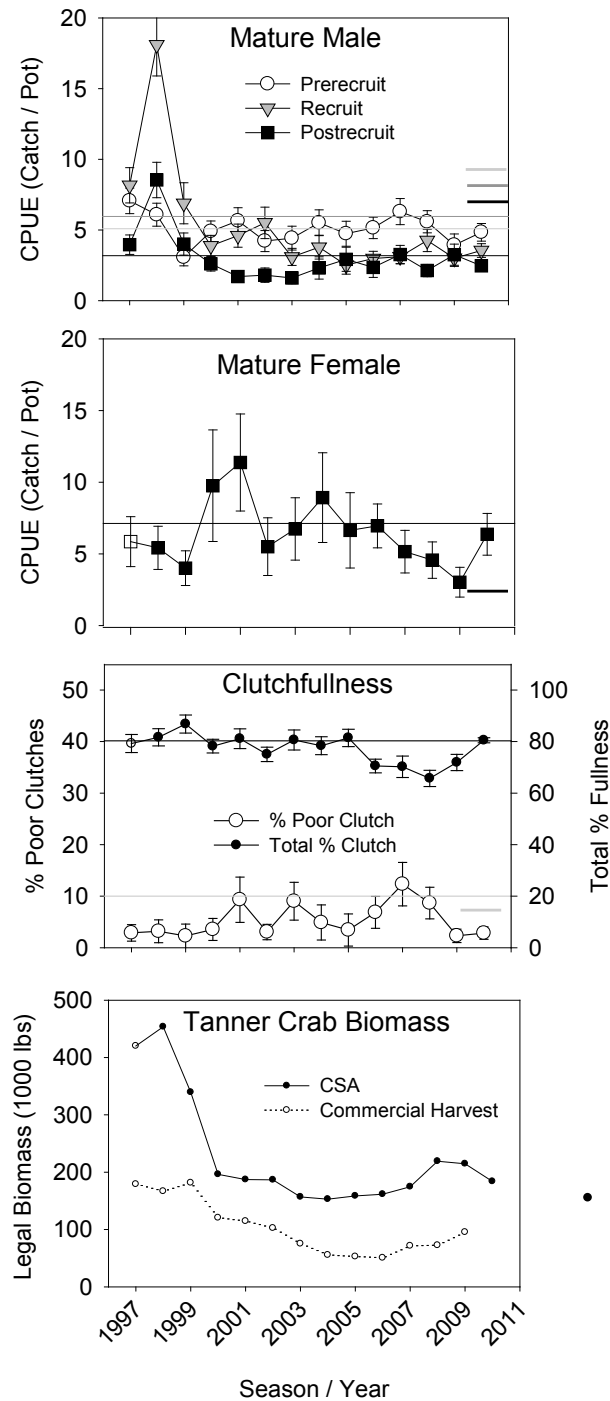 Mature Male
CPUE (Catch / Pot)
20
15
10
5
0
Prerecruit
Recruit
Postrecruit
Mature Female
CPUE (Catch / Pot)
20
15
10
5
0
Clutchfullness
% Poor Clutches
50
40
30
20
10
0
Total % Fullness
100
80
60
40
20
0
% Poor Clutch
Total % Clutch
Tanner Crab Biomass
Legal Biomass (1000 lbs)
500
400
300
200
100
0
CSA
Commercial Harvest
1997
1999
2001
2003
2005
2007
2009
2011
Season / Year